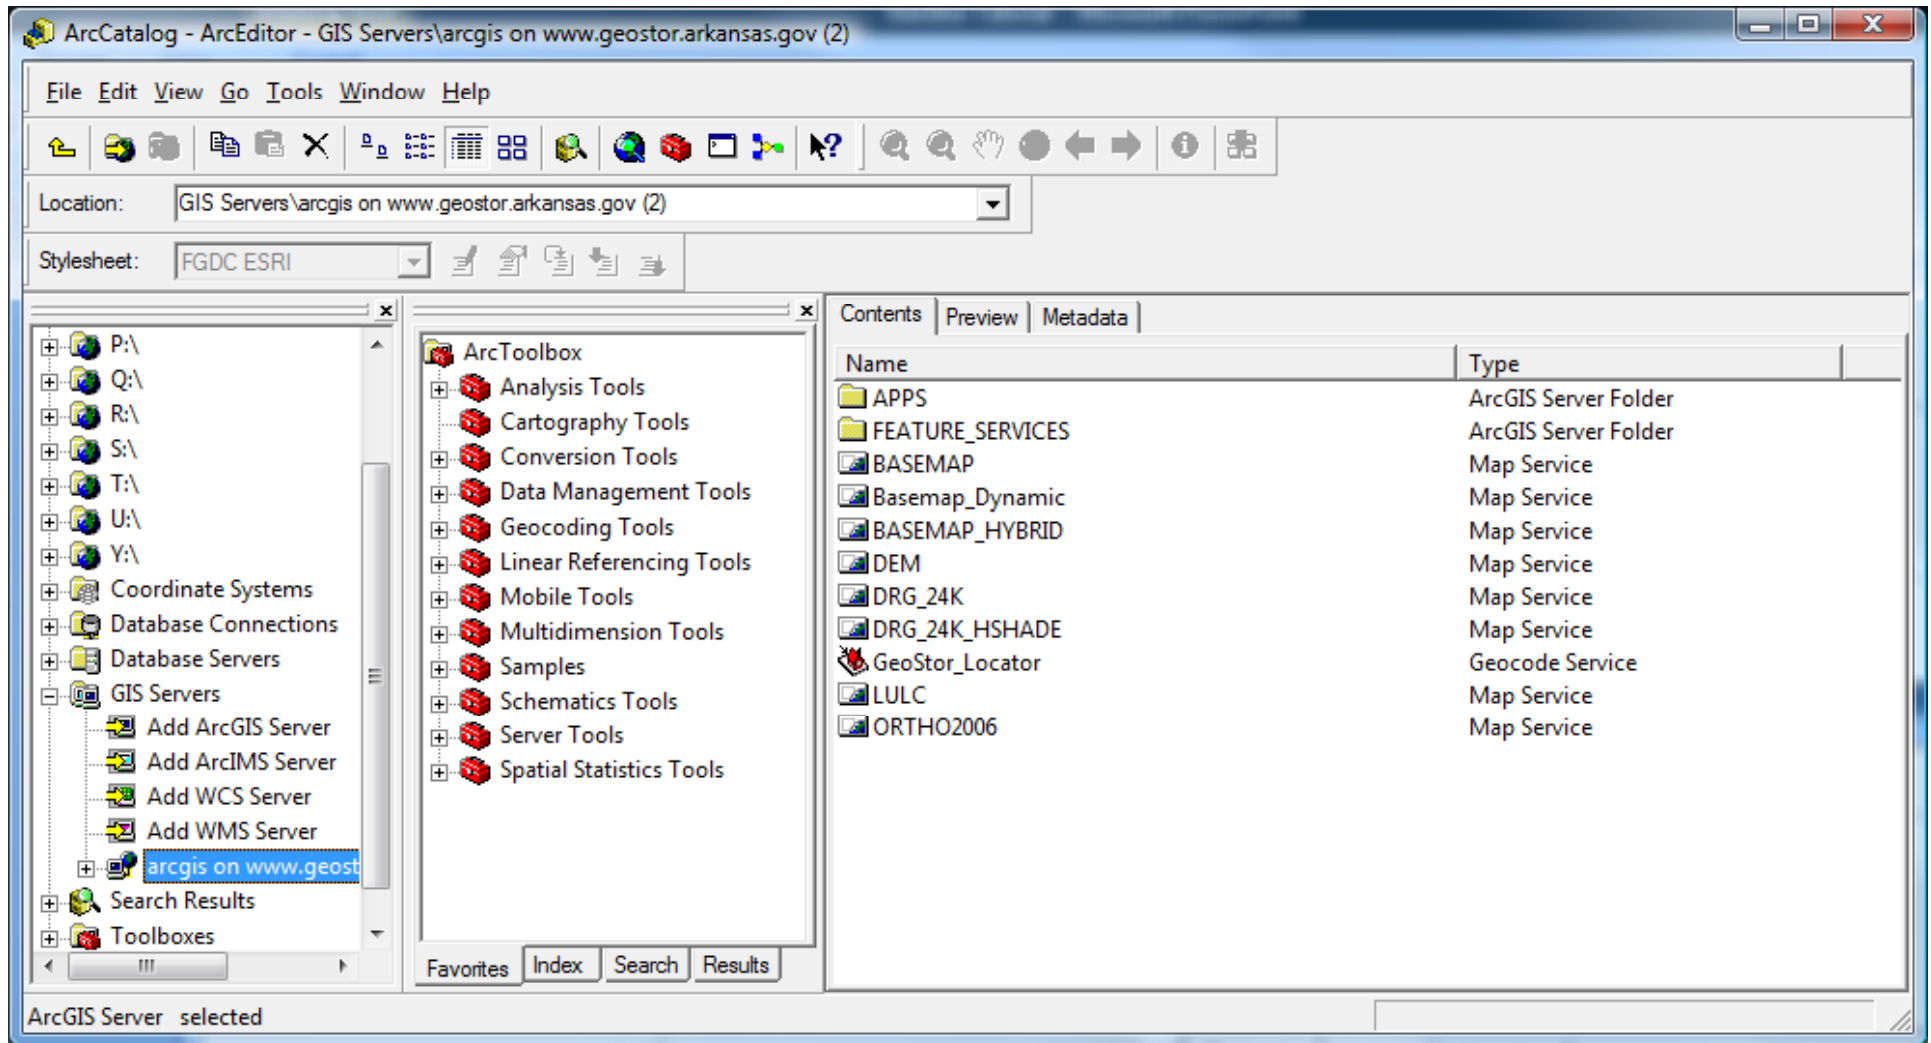 ArcCatalog - ArcEditor - GIS Servers\arcgis on www.geostor.arkansas.gov (2)
File Edit View Go Tools Window Help
Location: GIS Servers\arcgis on www.geostor.arkansas.gov (2)
Stylesheet: FGDC ESRI
P:\
Q:\
R:\
S:\
T:\
U:\
Y:\
Coordinate Systems
Database Connections
Database Servers
GIS Servers
Add ArcGIS Server
Add ArcIMS Server
Add WCS Server
Add WMS Server
arcgis on www.geost
Search Results
Toolboxes
ArcToolbox
Analysis Tools
Cartography Tools
Conversion Tools
Data Management Tools
Geocoding Tools
Linear Referencing Tools
Mobile Tools
Multidimension Tools
Samples
Schematics Tools
Server Tools
Spatial Statistics Tools
Favorites Index Search Results
Contents Preview Metadata
Name Type
APPS ArcGIS Server Folder
FEATURE_SERVICES ArcGIS Server Folder
BASEMAP Map Service
Basemap_Dynamic Map Service
BASEMAP_HYBRID Map Service
DEM Map Service
DRG_24K Map Service
DRG_24K_HSHADE Map Service
GeoStor_Locator Geocode Service
LULC Map Service
ORTHO2006 Map Service
ArcGIS Server selected